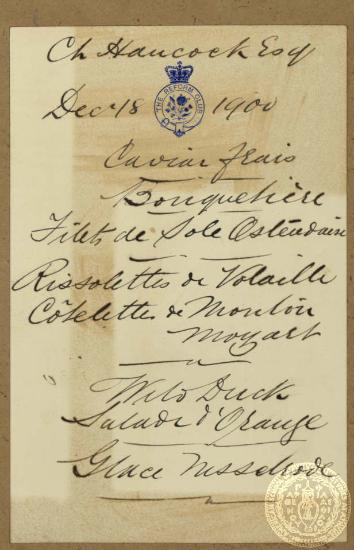 Ch Hancock Esq
THE REFORM CLUB
Dec 18 1900
Caviar frais
Bouquetière
Filets de Sole Ostendaise
Rissolettes de Volaille
Côtelettes de Mouton
Mozart
Wild Duck
Salade d'Orange
Glace Nesselrode